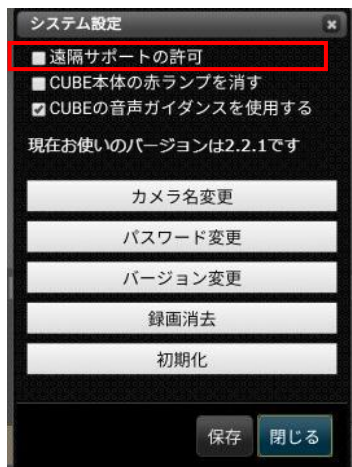 システム設定
遠隔サポートの許可
CUBE本体の赤ランプを消す
CUBEの音声ガイダンスを使用する
現在お使いのバージョンは2.2.1です
カメラ名変更
パスワード変更
バージョン変更
録画消去
初期化
保存 閉じる